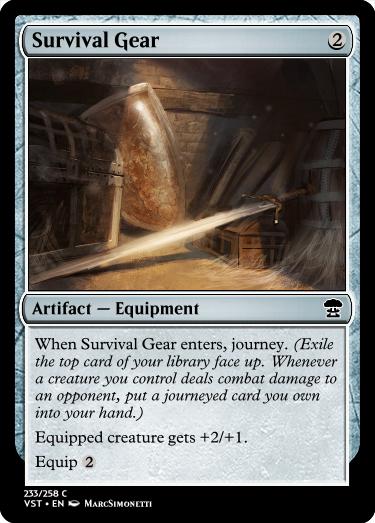 Survival Gear 2
Artifact — Equipment
When Survival Gear enters, journey. (Exile
the top card of your library face up. Whenever
a creature you control deals combat damage to
an opponent, put a journeyed card you own
into your hand.)
Equipped creature gets +2/+1.
Equip 2
233/258 C
VST • EN MarcSimonetti